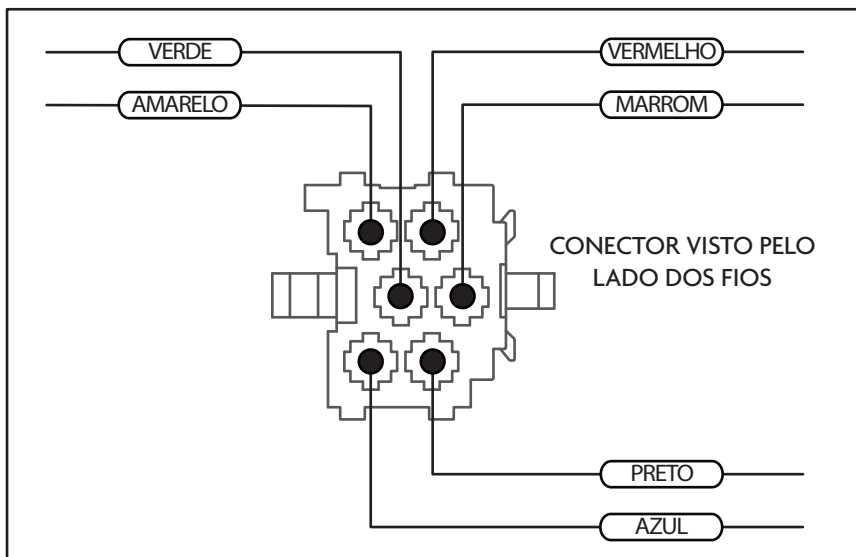 VERDE
VERMELHO
AMARELO
MARROM
CONECTOR VISTO PELO
LADO DOS FIOS
PRETO
AZUL